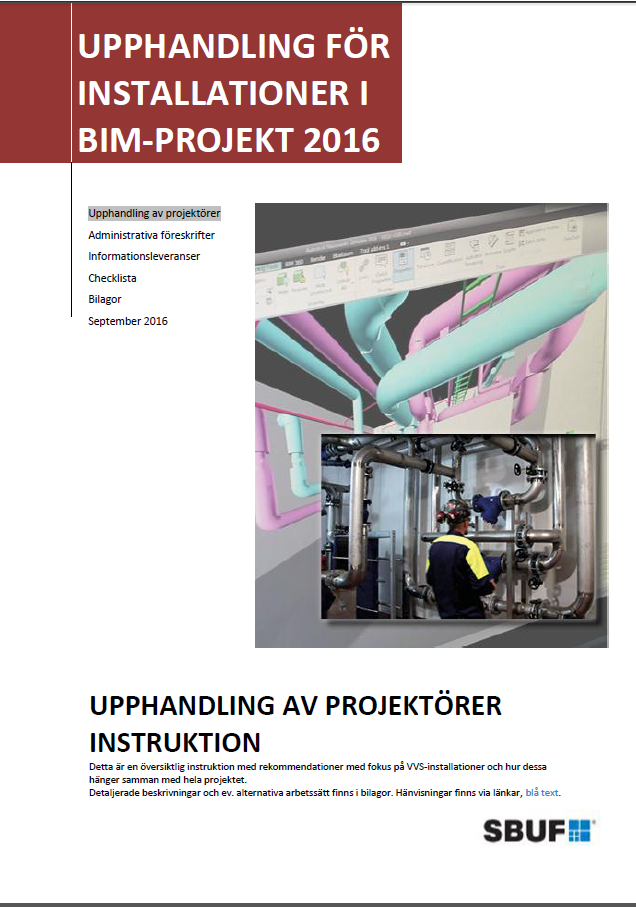 UPPHANDLING FÖR
INSTALLATIONER I
BIM-PROJEKT 2016
Upphandling av projektörer
Administrativa föreskrifter
Informationsleveranser
Checklista
Bilagor
September 2016
UPPHANDLING AV PROJEKTÖRER
INSTRUKTION
Detta är en översiktlig instruktion med rekommendationer med fokus på VVS-installationer och hur dessa
hänger samman med hela projektet.
Detaljerade beskrivningar och ev. alternativa arbetssätt finns i bilagor. Hänvisningar finns via länkar, blå text.
SBUF